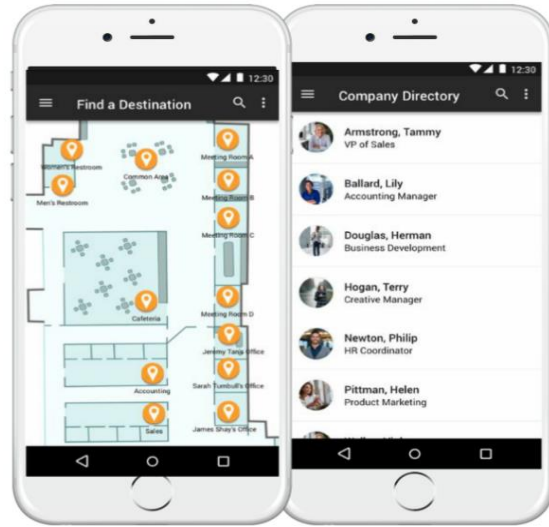 12:30
Find a Destination
Women's Restroom
Men's Restroom
Common Area
Meeting Room A
Meeting Room B
Meeting Room C
Cafeteria
Meeting Room D
Jeremy Tang's Office
Accounting
Sarah Turnbull's Office
Sales
James Shay's Office
12:30
Company Directory
Armstrong, Tammy
VP of Sales
Ballard, Lily
Accounting Manager
Douglas, Herman
Business Development
Hogan, Terry
Creative Manager
Newton, Philip
HR Coordinator
Pittman, Helen
Product Marketing